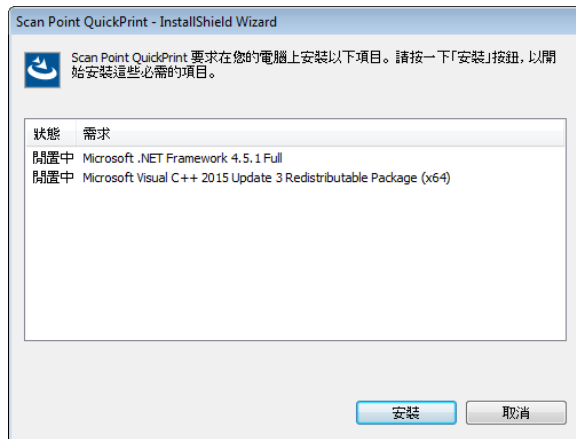 Scan Point QuickPrint - InstallShield Wizard
Scan Point QuickPrint 要求在您的電腦上安裝以下項目。請按一下「安裝」按鈕, 以開
始安裝這些必需的項目。
狀態 需求
閒置中 Microsoft .NET Framework 4.5.1 Full
閒置中 Microsoft Visual C++ 2015 Update 3 Redistributable Package (x64)
安裝 取消